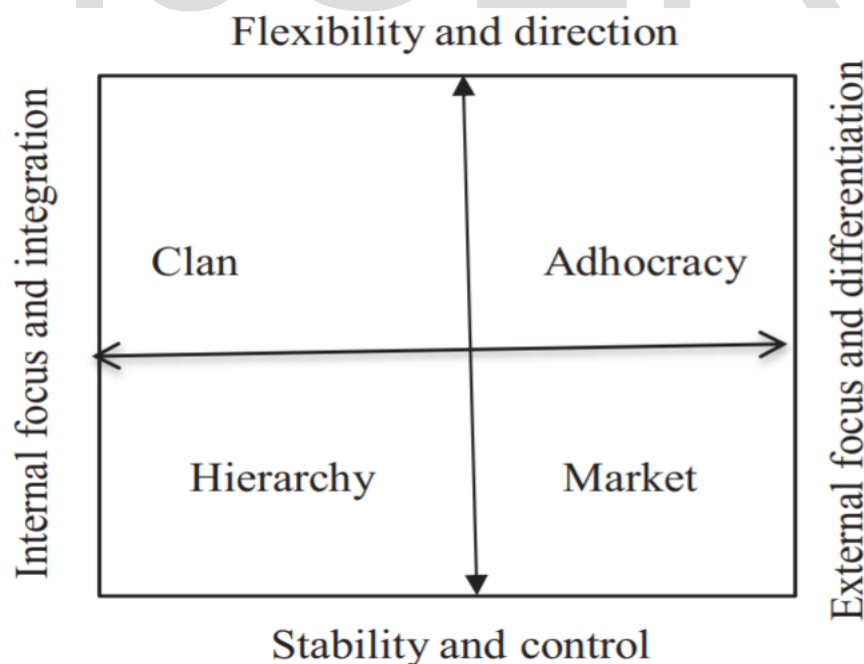 Flexibility and direction
Internal focus and integration
Clan
Adhocracy
Hierarchy
Market
External focus and differentiation
Stability and control